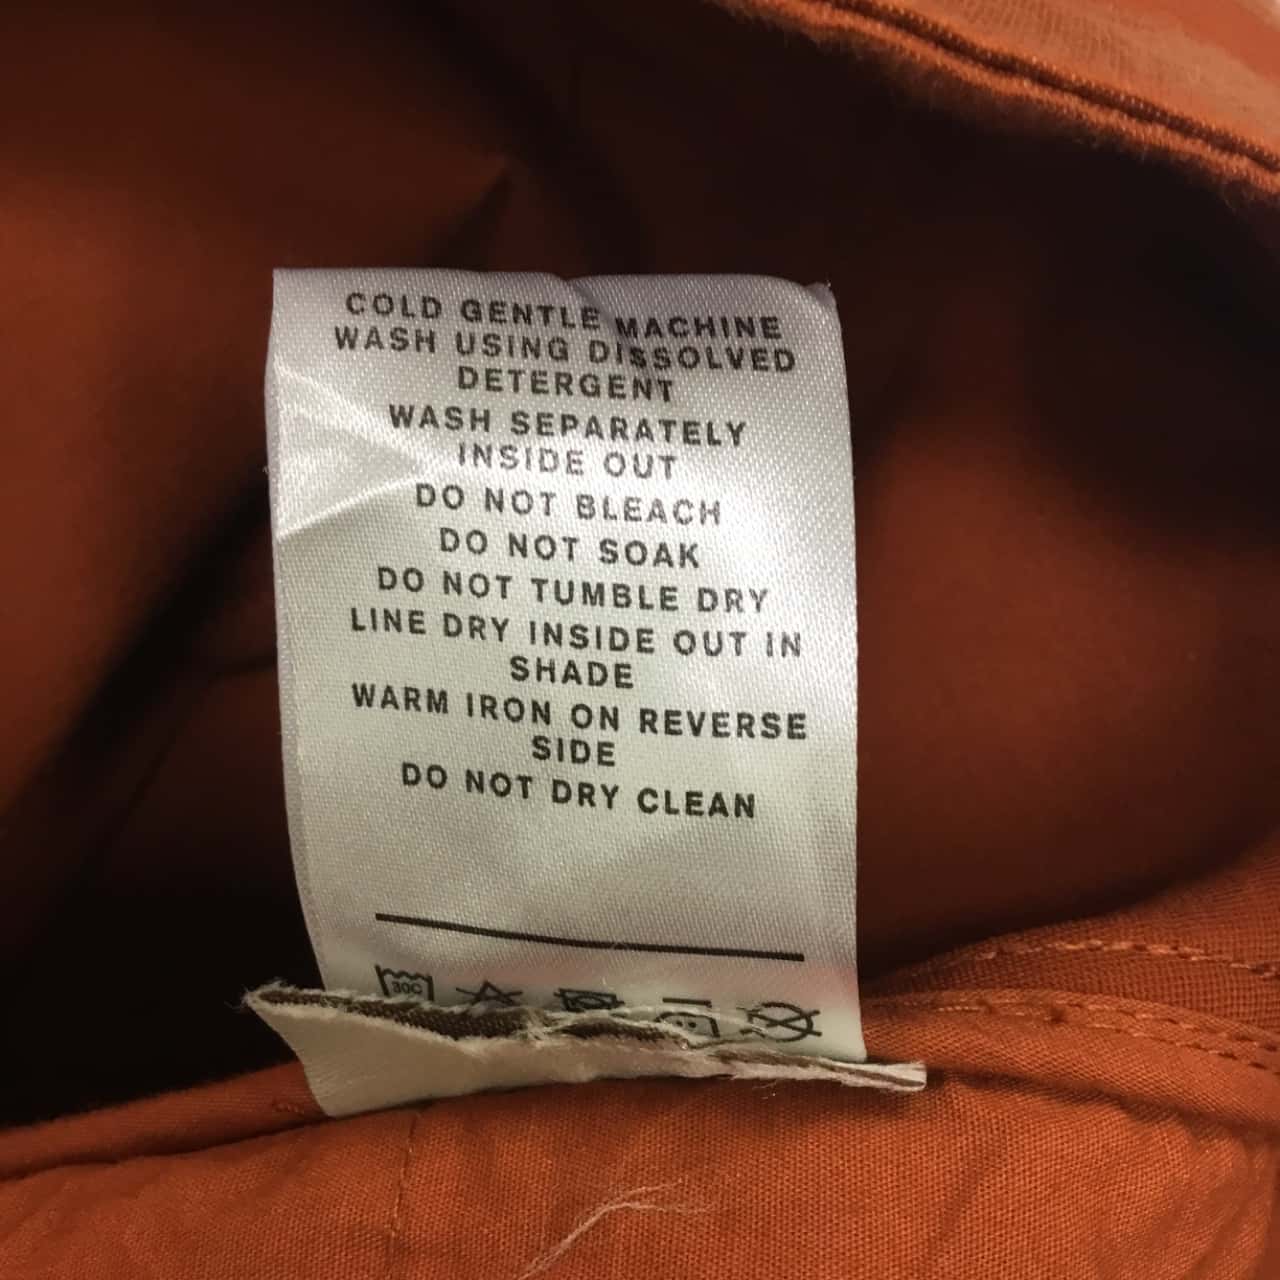 COLD GENTLE MACHINE
WASH USING DISSOLVED
DETERGENT
WASH SEPARATELY
INSIDE OUT
DO NOT BLEACH
DO NOT SOAK
DO NOT TUMBLE DRY
LINE DRY INSIDE OUT IN
SHADE
WARM IRON ON REVERSE
SIDE
DO NOT DRY CLEAN
30C